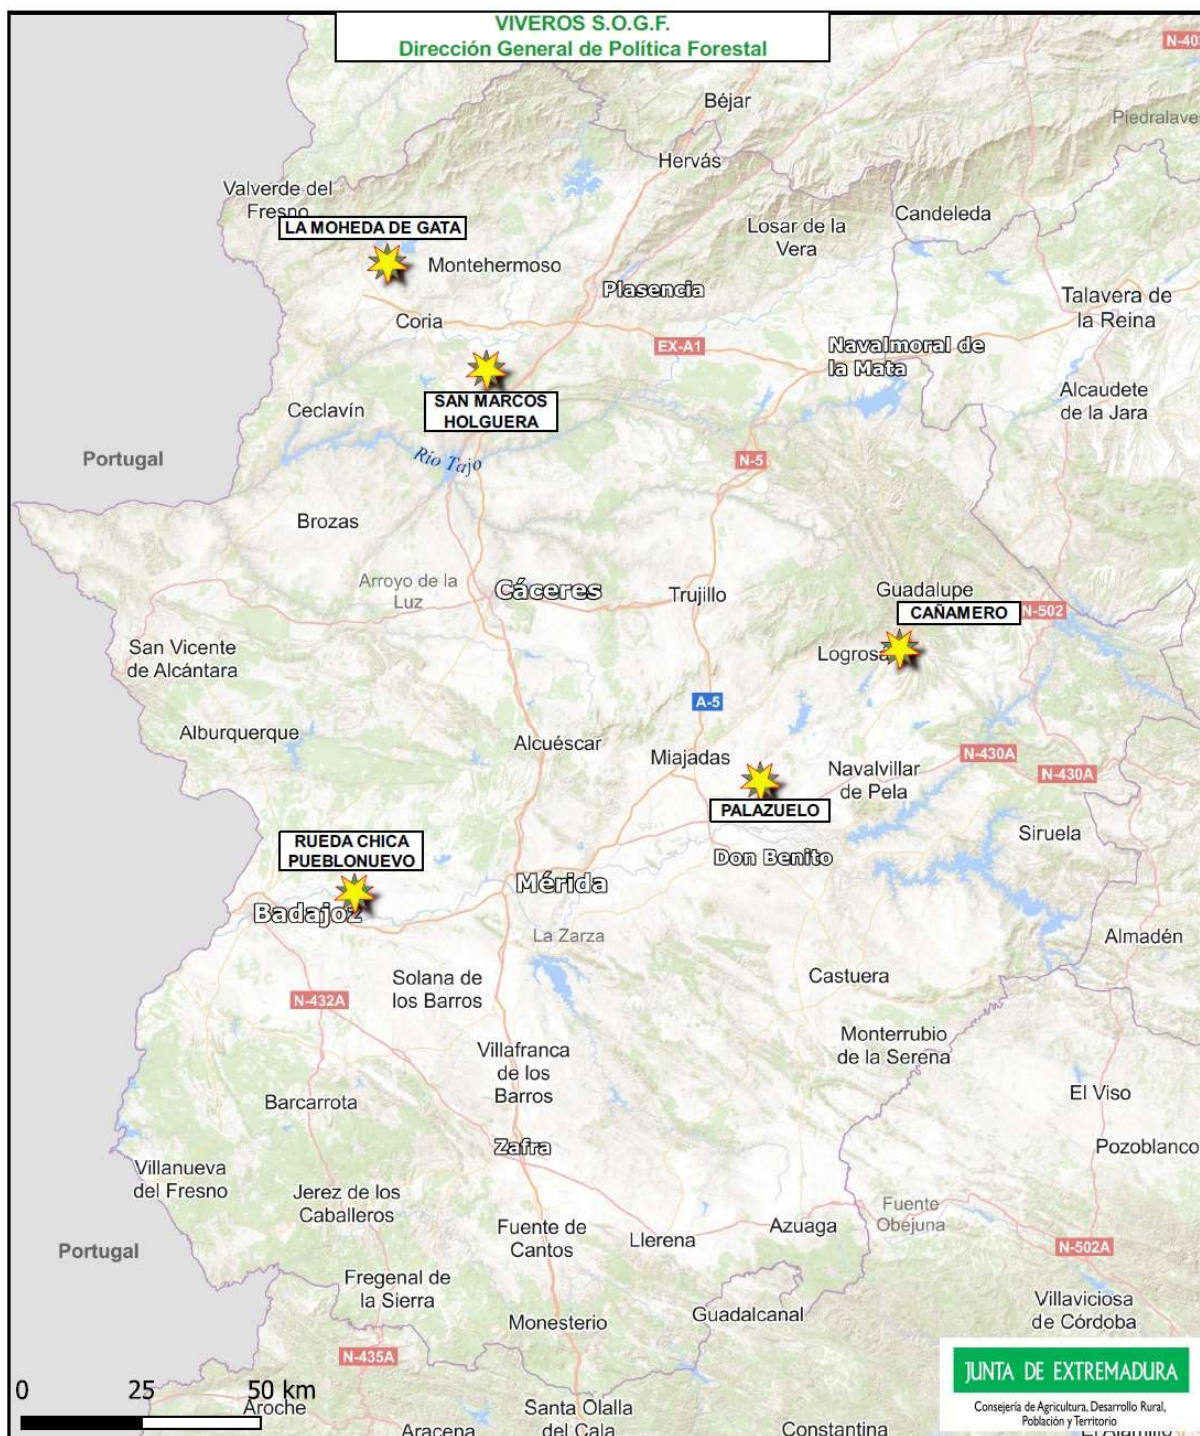 VIVEROS S.O.G.F.
Dirección General de Política Forestal
N-403
Béjar
Piedralaves
Hervás
Valverde del
Fresno
LA MOHEDA DE GATA
Losar de la
Vera
Candeleda
Montehermoso
Plasencia
Talavera de
la Reina
Coria
EX-A1
Navalmoral de
la Mata
SAN MARCOS
HOLGUERA
Ceclavín
Alcaudete
de la Jara
Portugal
Río Tajo
N-5
Brozas
Arroyo de la
Luz
Cáceres
Trujillo
Guadalupe
CAÑAMERO
N-502
San Vicente
de Alcántara
Logrosá
A-5
Alburquerque
Alcuéscar
Miajadas
N-430A
Navalvillar
de Pela
N-430A
PALAZUELO
RUEDA CHICA
PUEBLONUEVO
Siruela
Don Benito
Mérida
Badajoz
La Zarza
Almadén
Solana de
los Barros
Castuera
N-432A
Monterrubio
de la Serena
Villafranca
de los
Barros
Barcarrota
El Viso
Zafra
Pozoblanco
Villanueva
del Fresno
Jerez de los
Caballeros
Fuente
Obejuna
Fuente de
Cantos
Llerena
Azuaga
Portugal
N-502A
Fregenal de
la Sierra
Villaviciosa
de Córdoba
Monesterio
Guadalcanal
N-435A
JUNTA DE EXTREMADURA
Consejería de Agricultura, Desarrollo Rural,
Población y Territorio
0 25 50 km
Aroche
Santa Olalla
del Cala
Aracena
Constantina